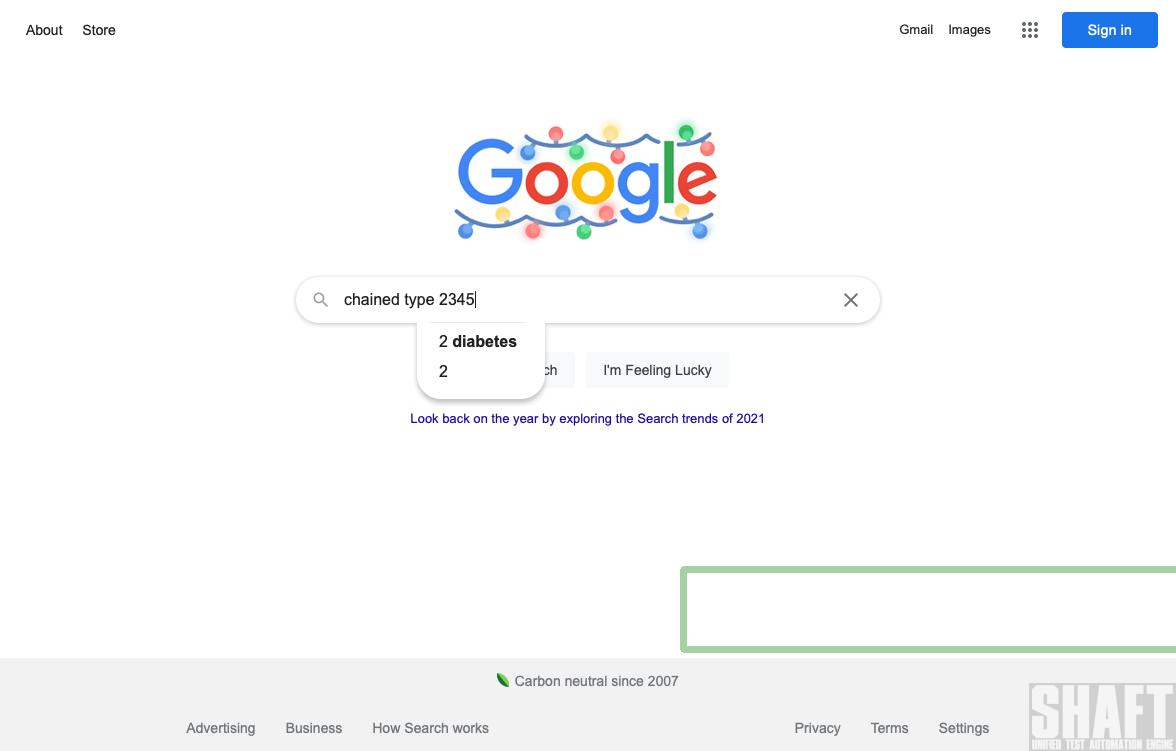 About Store Gmail Images Sign in
Google
chained type 2345
2 diabetes
2
ch I'm Feeling Lucky
Look back on the year by exploring the Search trends of 2021
Carbon neutral since 2007
Advertising Business How Search works Privacy Terms Settings
SHAFT
UNIFIED TEST AUTOMATION ENGINE